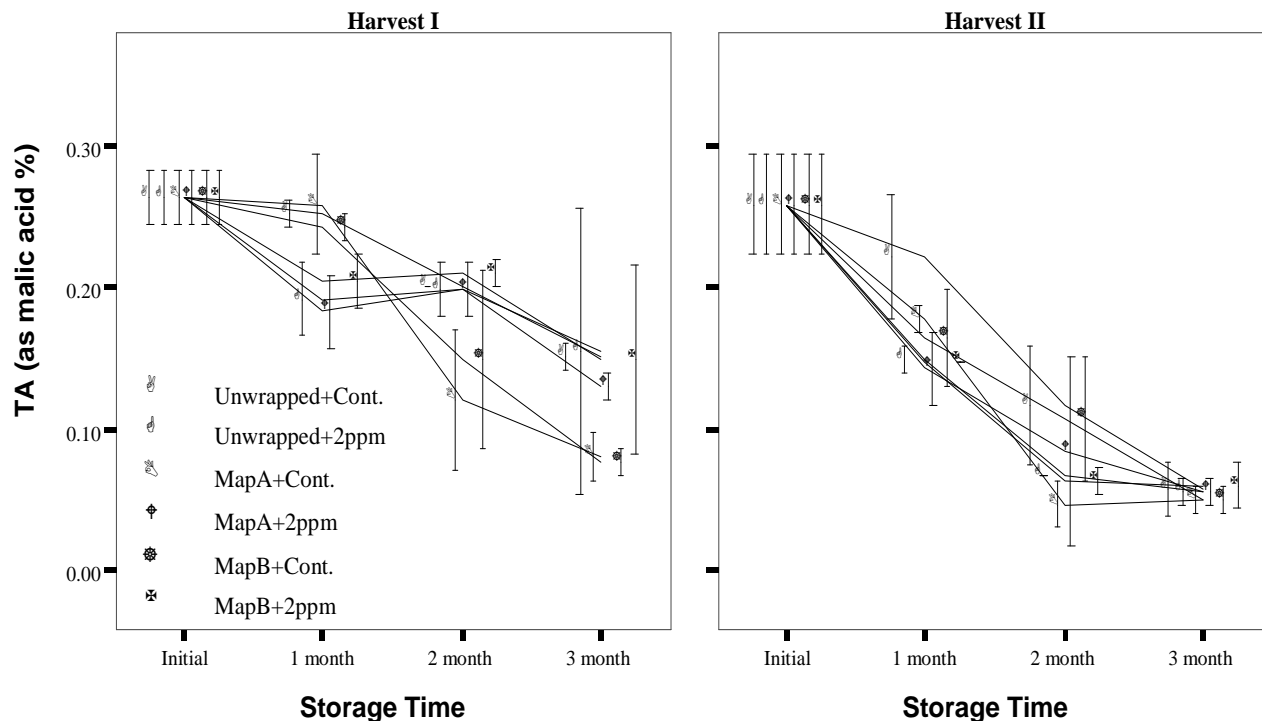 Harvest I
Harvest II
TA (as malic acid %)
0.30
0.20
0.10
0.00
Unwrapped+Cont.
Unwrapped+2ppm
MapA+Cont.
MapA+2ppm
MapB+Cont.
MapB+2ppm
Initial
1 month
2 month
3 month
Initial
1 month
2 month
3 month
Storage Time
Storage Time